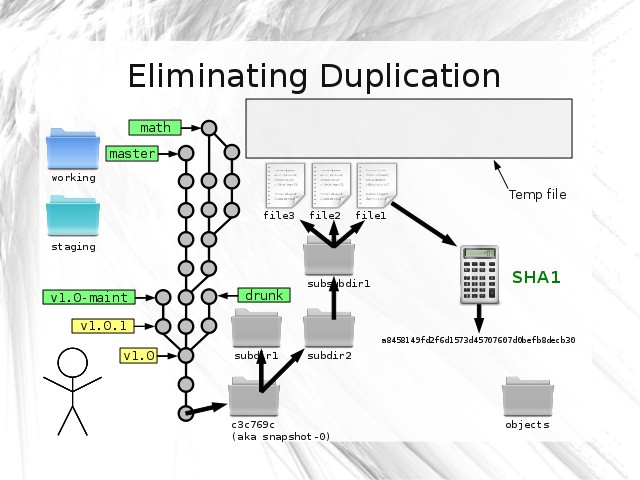 Eliminating Duplication
math
master
working
Temp file
file3
file2
file1
staging
SHA1
subsubdir1
v1.0-maint
drunk
v1.0.1
a8458149fd2f6d1573d45707607d0befb8decb30
v1.0
subdir1
subdir2
c3c769c
(aka snapshot-0)
objects